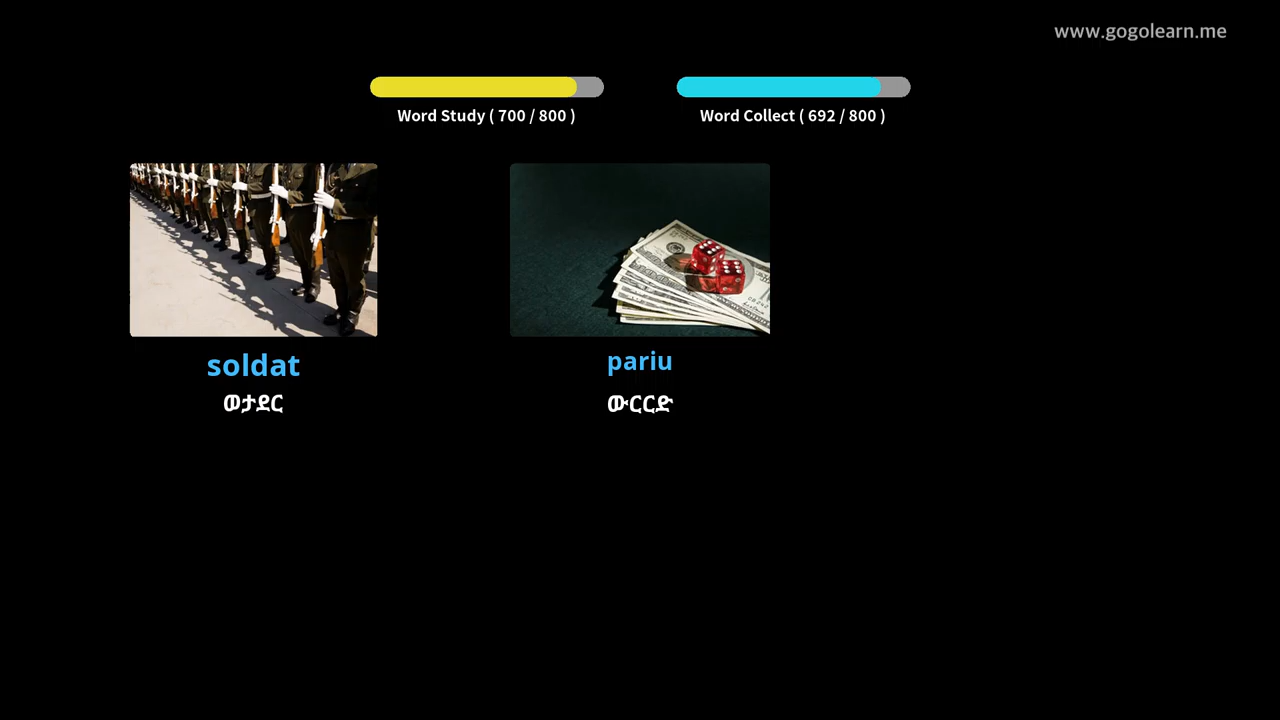 www.gogolearn.me
Word Study ( 700 / 800 )
Word Collect ( 692 / 800 )
soldat
ወታደር
pariu
ውርርድ